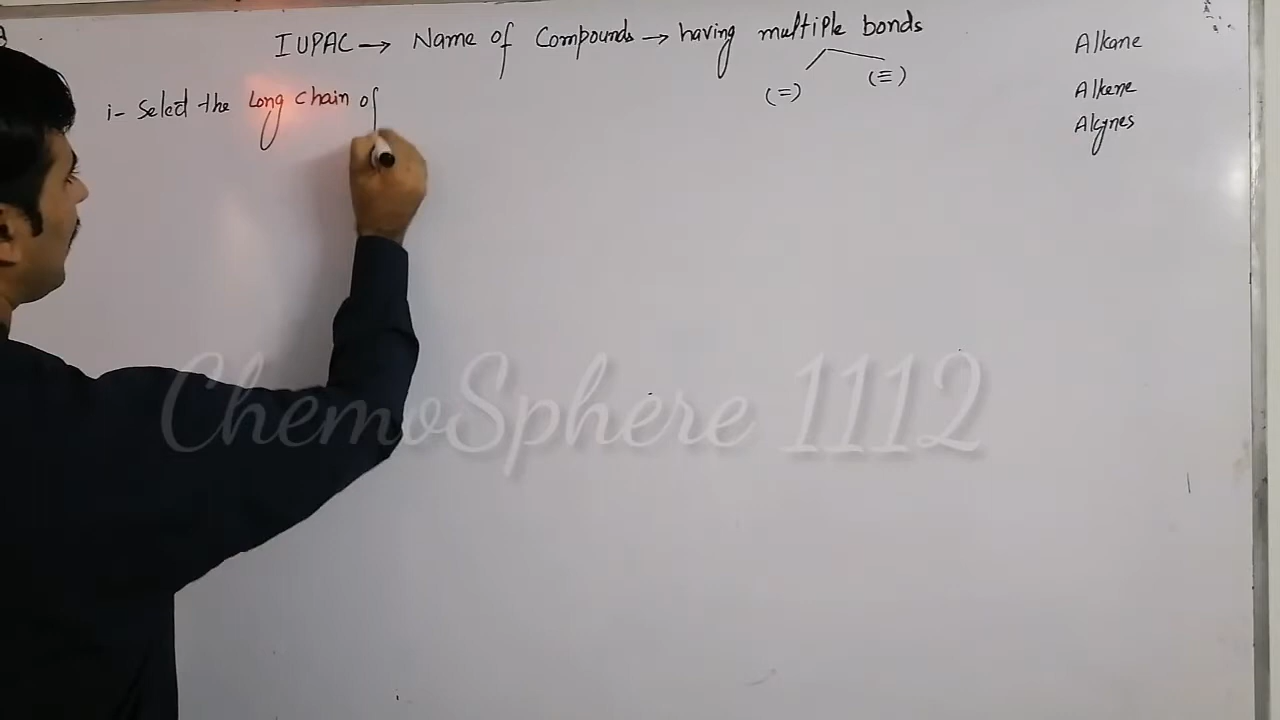 IUPAC → Name of Compounds → having multiple bonds
(=) (≡)
Alkane
Alkene
Alkynes
i- Select the Long chain of
ChemoSphere 1112